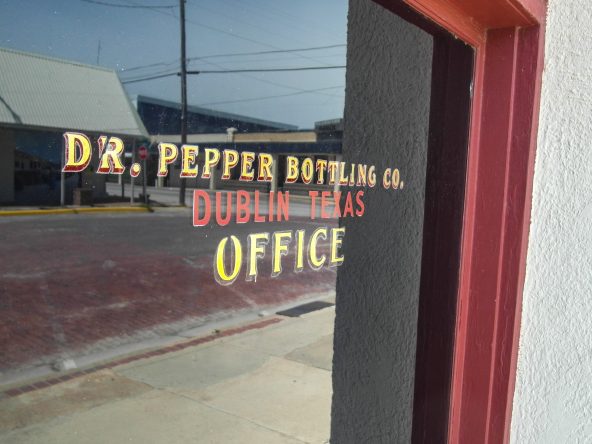 DR. PEPPER BOTTLING CO.
DUBLIN TEXAS
OFFICE